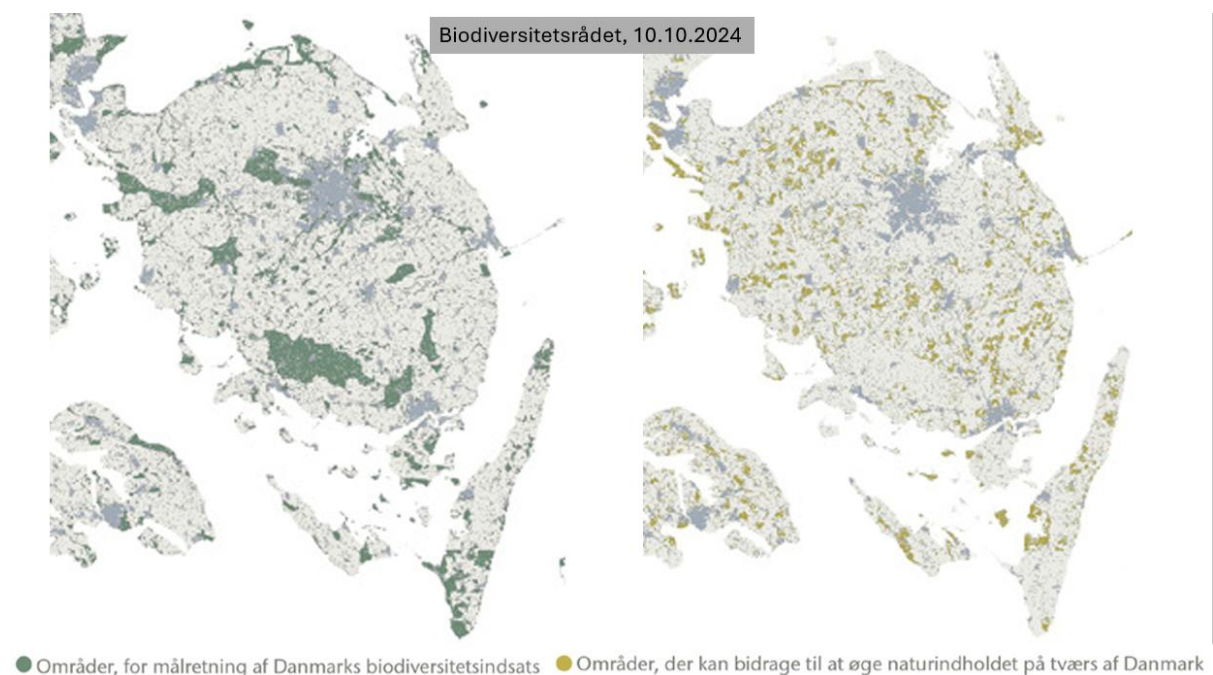 Biodiversitetsrådet, 10.10.2024
Områder, for målretning af Danmarks biodiversitetsindsats
Områder, der kan bidrage til at øge naturindholdet på tværs af Danmark